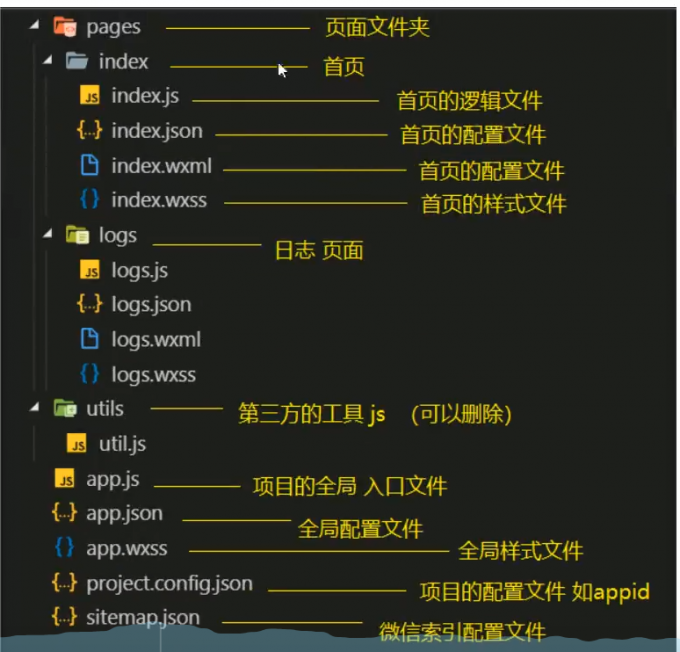 pages 页面文件夹
index 首页
JS index.js 首页的逻辑文件
{..} index.json 首页的配置文件
index.wxml 首页的配置文件
{} index.wxss 首页的样式文件
logs 日志 页面
JS logs.js
{..} logs.json
logs.wxml
{} logs.wxss
utils 第三方的工具 js (可以删除)
JS util.js
JS app.js 项目的全局 入口文件
{..} app.json 全局配置文件
{} app.wxss 全局样式文件
{..} project.config.json 项目的配置文件 如appid
{..} sitemap.json 微信索引配置文件